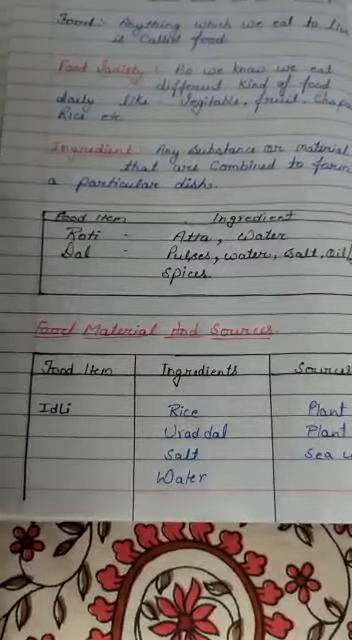 Food: Anything which we eat to live
is Called food
Food Variety: As we know we eat
different kind of food
daily like - Vegitable, fruit, Chap
Rice etc
Ingredient: Any substance or material
that are Combined to form
a particular dish.
Food Item Ingredient
Roti - Atta, Water
Dal - Pulses, water, Salt, Oil/
Spices
Food Material And Sources.
Food Item Ingredients Sources
Idli Rice Plant
Urad dal Plant
Salt Sea w
Water